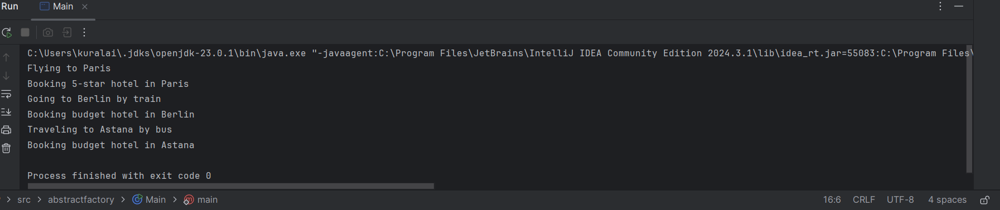 Run Main
C:\Users\kuralai\.jdks\openjdk-23.0.1\bin\java.exe "-javaagent:C:\Program Files\JetBrains\IntelliJ IDEA Community Edition 2024.3.1\lib\idea_rt.jar=55083:C:\Program Files\
Flying to Paris
Booking 5-star hotel in Paris
Going to Berlin by train
Booking budget hotel in Berlin
Traveling to Astana by bus
Booking budget hotel in Astana
Process finished with exit code 0
> src > abstractfactory > Main > main 16:6 CRLF UTF-8 4 spaces